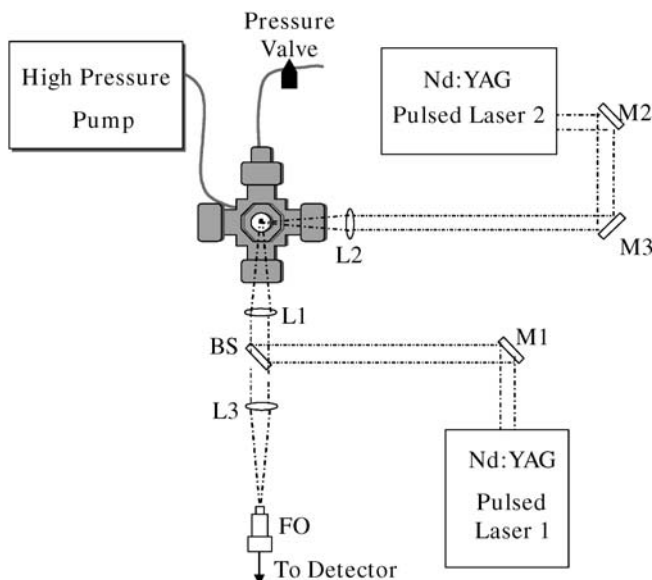 Pressure
Valve
High Pressure
Pump
Nd:YAG
Pulsed Laser 2
M2
M3
L2
L1
BS
M1
L3
Nd:YAG
Pulsed
Laser 1
FO
To Detector